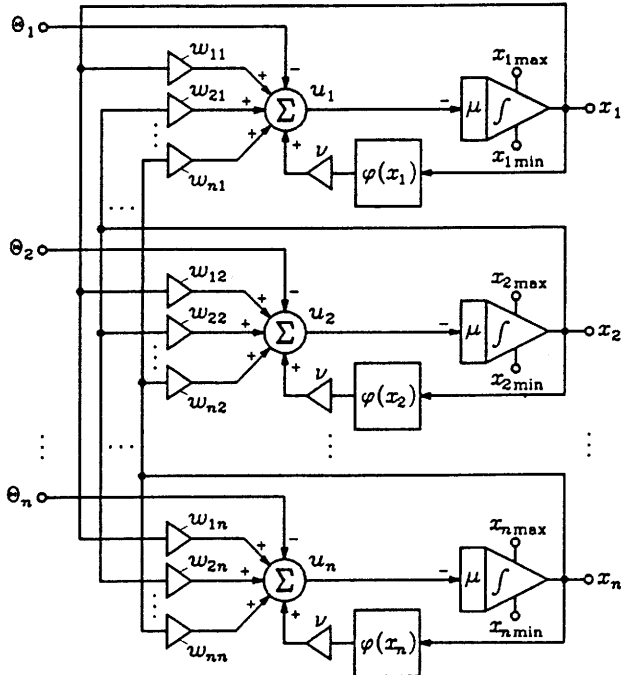 Θ₁
w₁₁
w₂₁
wₙ₁
+
+
+
−
+
Σ
u₁
ν
φ(x₁)
−
μ
∫
x₁max
x₁min
x₁
...
Θ₂
w₁₂
w₂₂
wₙ₂
+
+
+
−
+
Σ
u₂
ν
φ(x₂)
−
μ
∫
x₂max
x₂min
x₂
...
Θₙ
w₁ₙ
w₂ₙ
wₙₙ
+
+
+
−
+
Σ
uₙ
ν
φ(xₙ)
−
μ
∫
xₙmax
xₙmin
xₙ